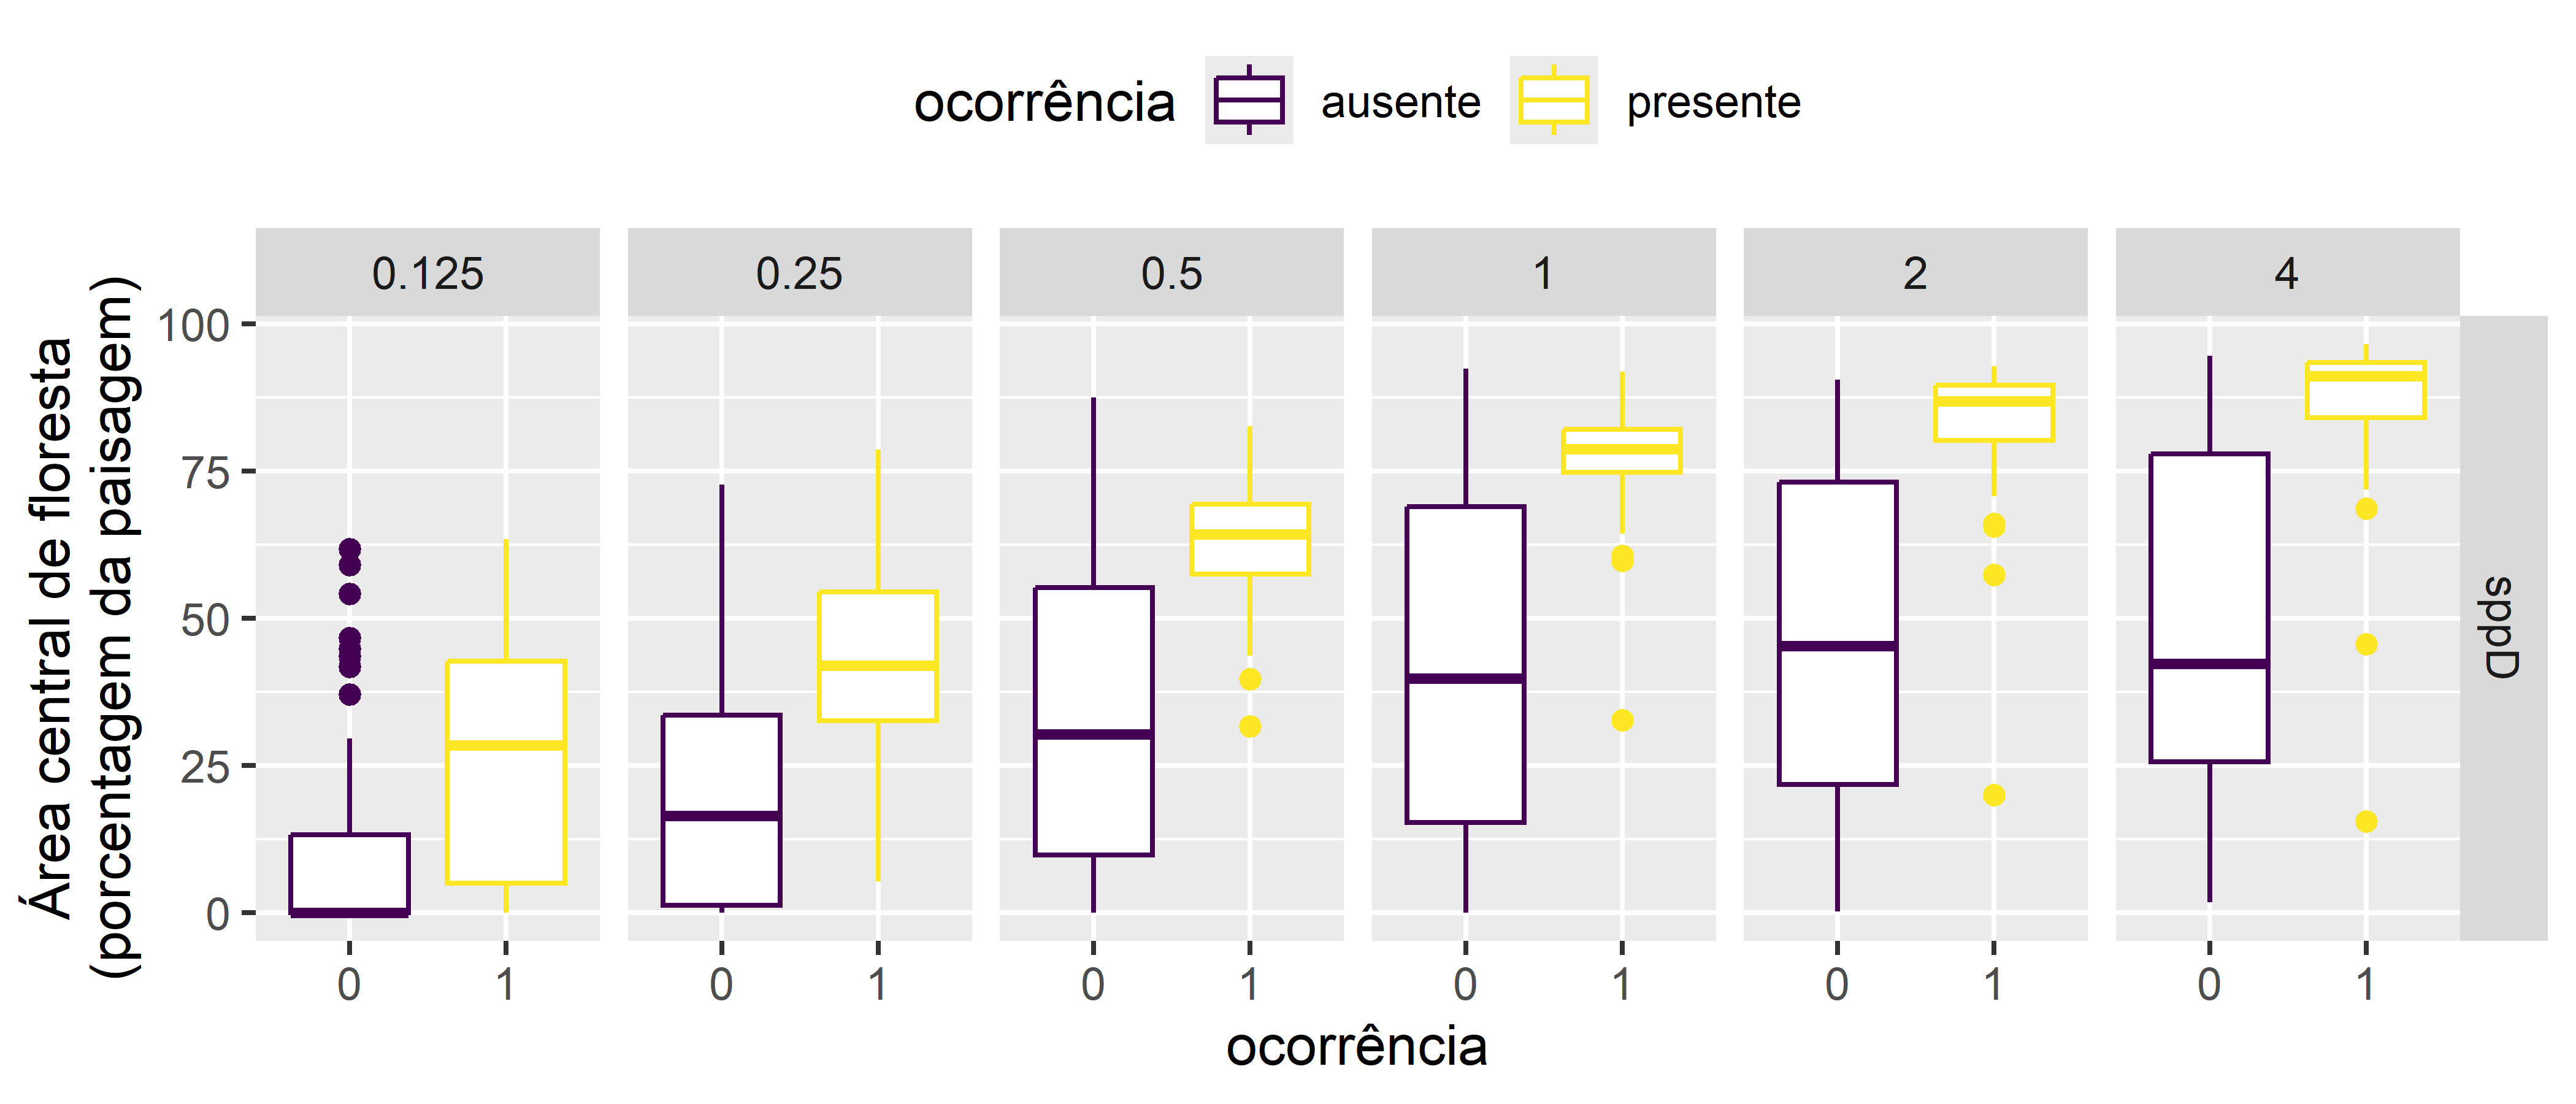 ocorrência ausente presente
0.125 0.25 0.5 1 2 4
Área central de floresta
(porcentagem da paisagem)
100
75
50
25
0
sppD
0 1 0 1 0 1 0 1 0 1 0 1
ocorrência